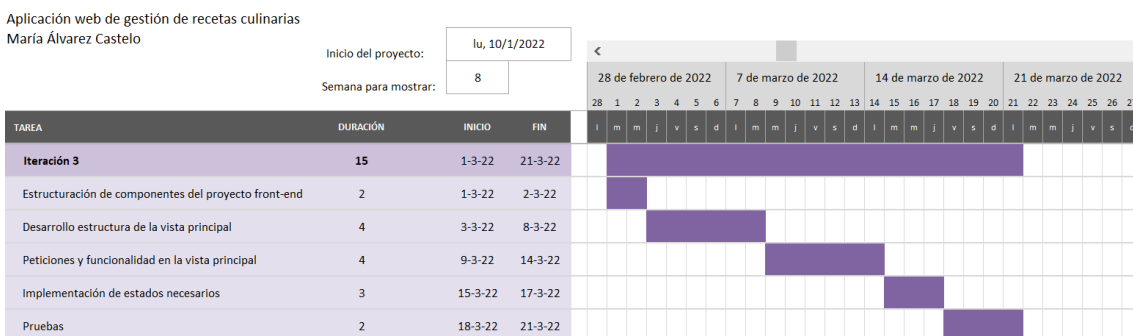 Aplicación web de gestión de recetas culinarias
María Álvarez Castelo
Inicio del proyecto: lu, 10/1/2022
Semana para mostrar: 8
28 de febrero de 2022 7 de marzo de 2022 14 de marzo de 2022 21 de marzo de 2022
28 1 2 3 4 5 6 7 8 9 10 11 12 13 14 15 16 17 18 19 20 21 22 23 24 25 26
TAREA DURACIÓN INICIO FIN l m m j v s d l m m j v s d l m m j v s d l m m j v s d
Iteración 3 15 1-3-22 21-3-22
Estructuración de componentes del proyecto front-end 2 1-3-22 2-3-22
Desarrollo estructura de la vista principal 4 3-3-22 8-3-22
Peticiones y funcionalidad en la vista principal 4 9-3-22 14-3-22
Implementación de estados necesarios 3 15-3-22 17-3-22
Pruebas 2 18-3-22 21-3-22